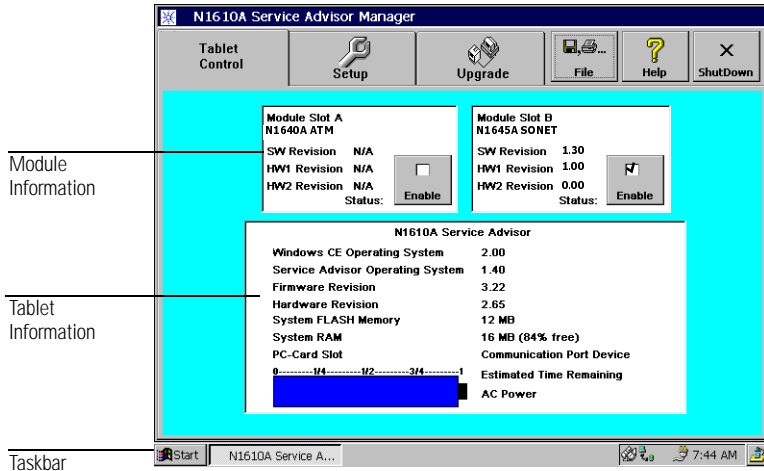 N1610A Service Advisor Manager
Tablet
Control
Setup
Upgrade
File
Help
ShutDown
Module Slot A
N1640A ATM
SW Revision N/A
HW1 Revision N/A
HW2 Revision N/A
Status:
Enable
Module Slot B
N1645A SONET
SW Revision 1.30
HW1 Revision 1.00
HW2 Revision 0.00
Status:
Enable
Module
Information
N1610A Service Advisor
Windows CE Operating System 2.00
Service Advisor Operating System 1.40
Firmware Revision 3.22
Hardware Revision 2.65
System FLASH Memory 12 MB
System RAM 16 MB (84% free)
PC-Card Slot Communication Port Device
0---------1/4---------1/2---------3/4---------1
Estimated Time Remaining
AC Power
Tablet
Information
Taskbar
Start
N1610A Service A...
7:44 AM